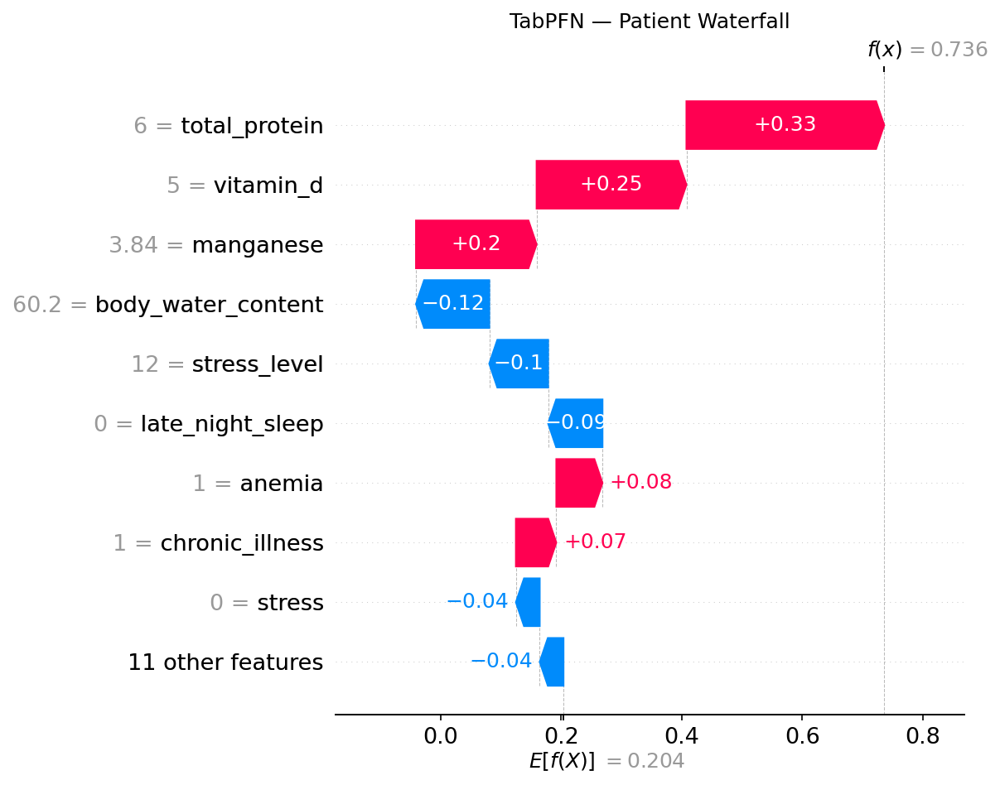 TabPFN — Patient Waterfall
f(x) = 0.736
6 = total_protein
+0.33
5 = vitamin_d
+0.25
3.84 = manganese
+0.2
60.2 = body_water_content
−0.12
12 = stress_level
−0.1
0 = late_night_sleep
−0.09
1 = anemia
+0.08
1 = chronic_illness
+0.07
0 = stress
−0.04
11 other features
−0.04
0.0 0.2 0.4 0.6 0.8
E[f(X)] = 0.204